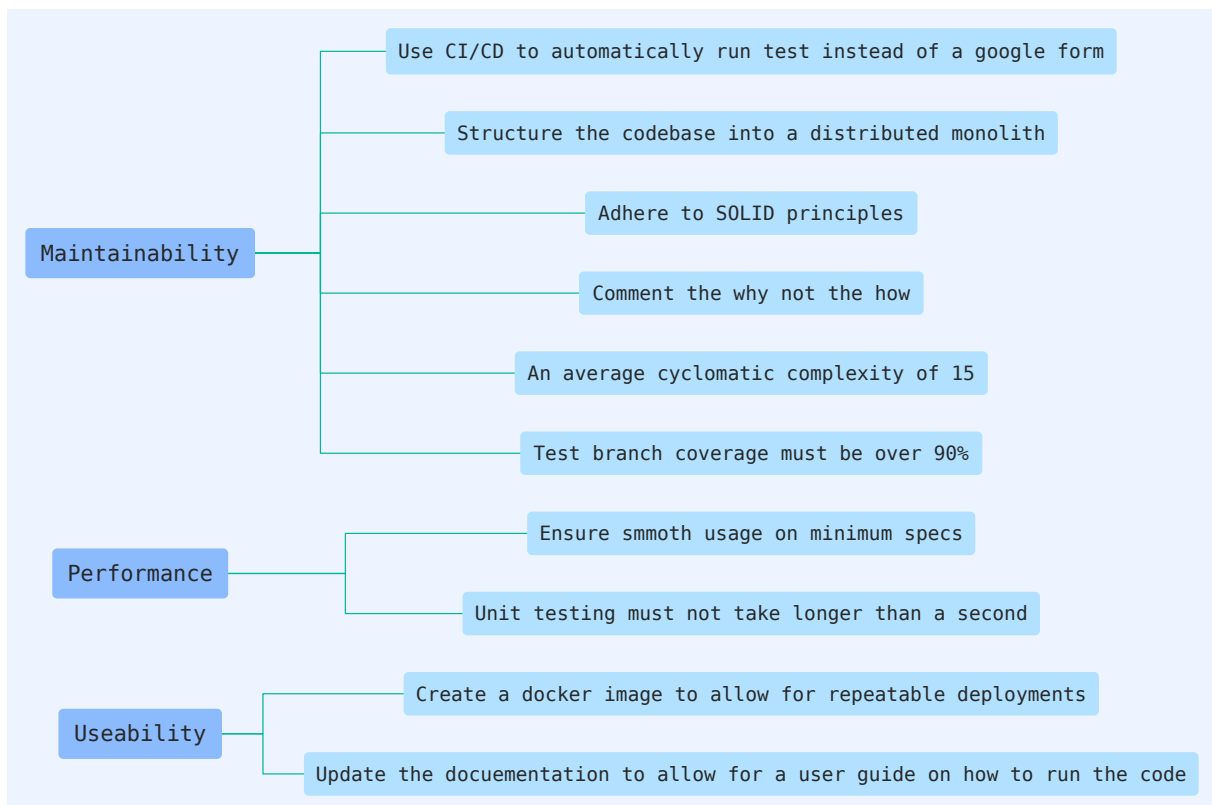 Maintainability
Use CI/CD to automatically run test instead of a google form
Structure the codebase into a distributed monolith
Adhere to SOLID principles
Comment the why not the how
An average cyclomatic complexity of 15
Test branch coverage must be over 90%
Performance
Ensure smmoth usage on minimum specs
Unit testing must not take longer than a second
Useability
Create a docker image to allow for repeatable deployments
Update the docuementation to allow for a user guide on how to run the code